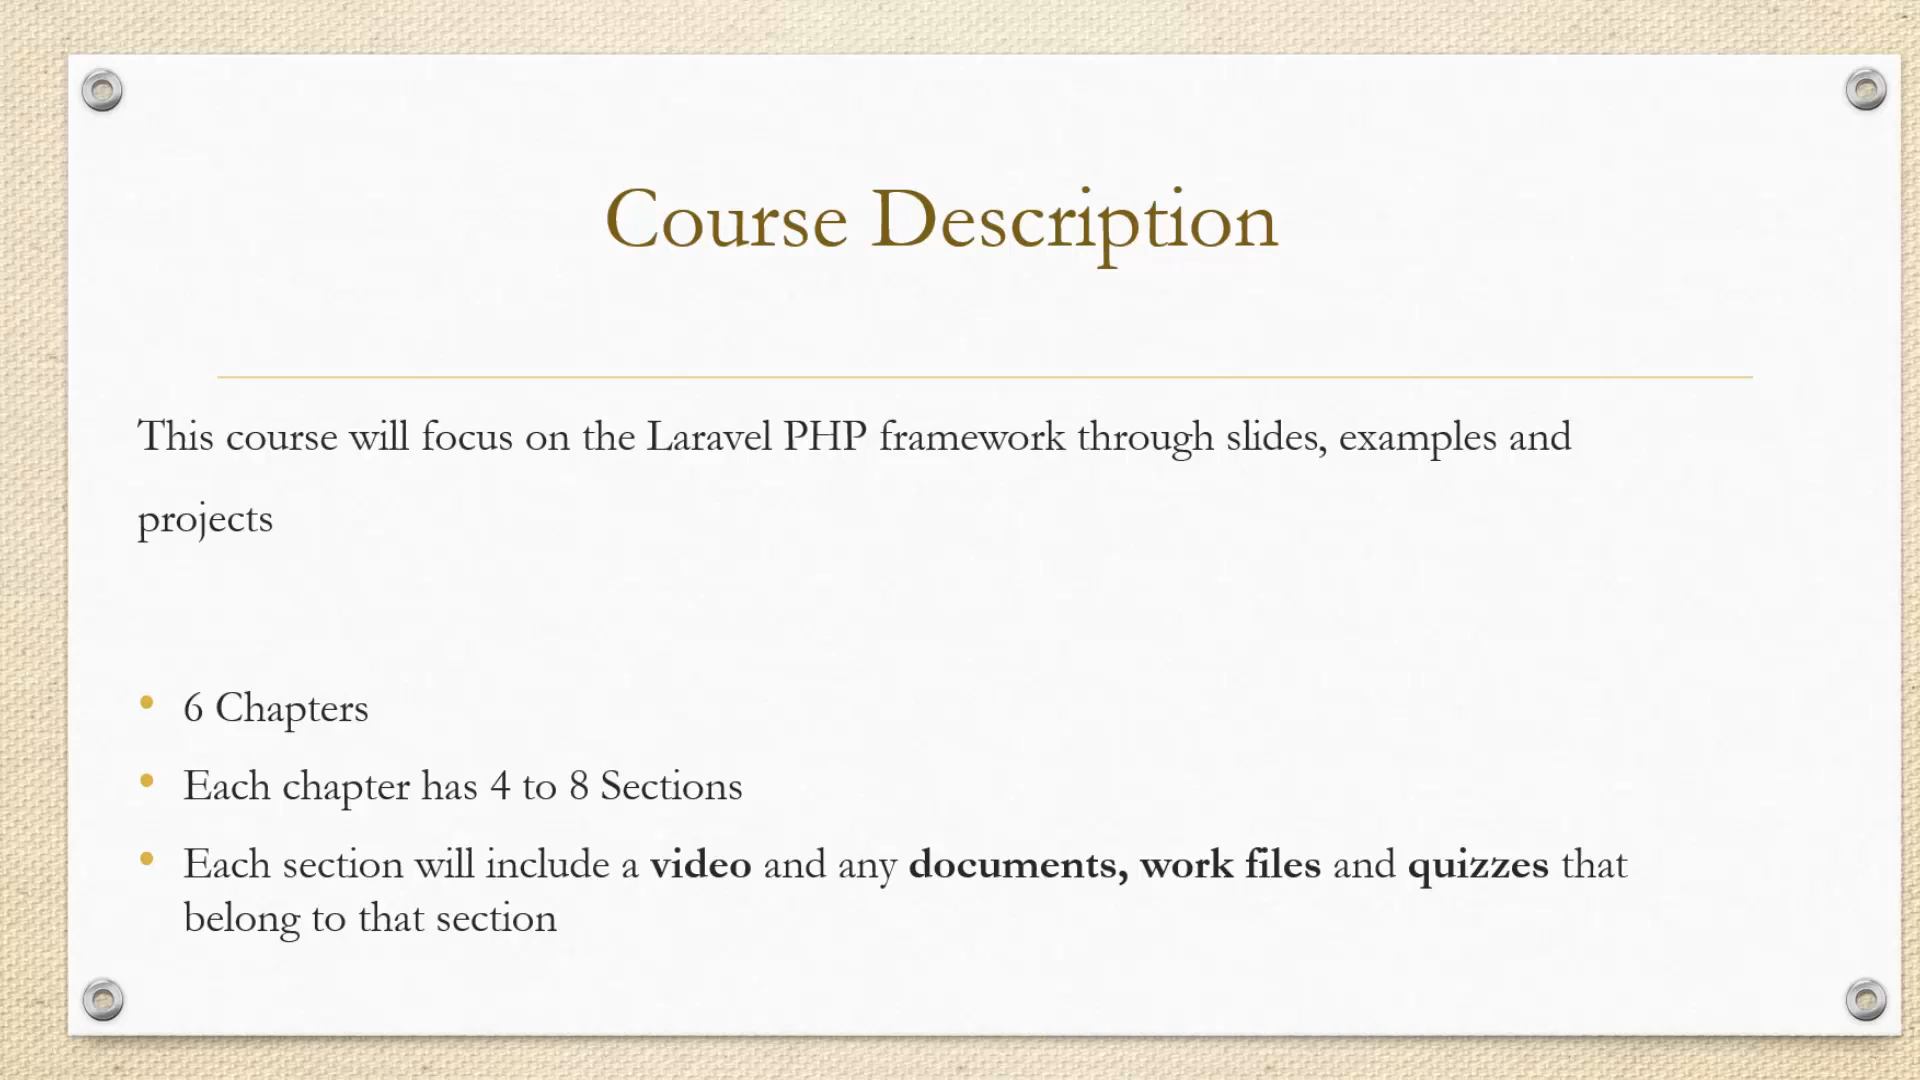 Course Description
This course will focus on the Laravel PHP framework through slides, examples and
projects
• 6 Chapters
• Each chapter has 4 to 8 Sections
• Each section will include a video and any documents, work files and quizzes that
belong to that section